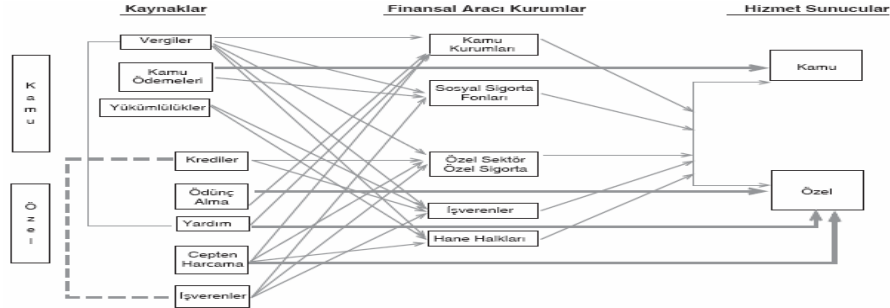 Kaynaklar
Finansal Aracı Kurumlar
Hizmet Sunucular
Vergiler
Kamu
Ödemeleri
Yükümlülükler
Krediler
Ödünç
Alma
Yardım
Cepten
Harcama
İşverenler
Kamu
Özel
Kamu
Kurumları
Sosyal Sigorta
Fonları
Özel Sektör
Özel Sigorta
İşverenler
Hane Halkları
Kamu
Özel